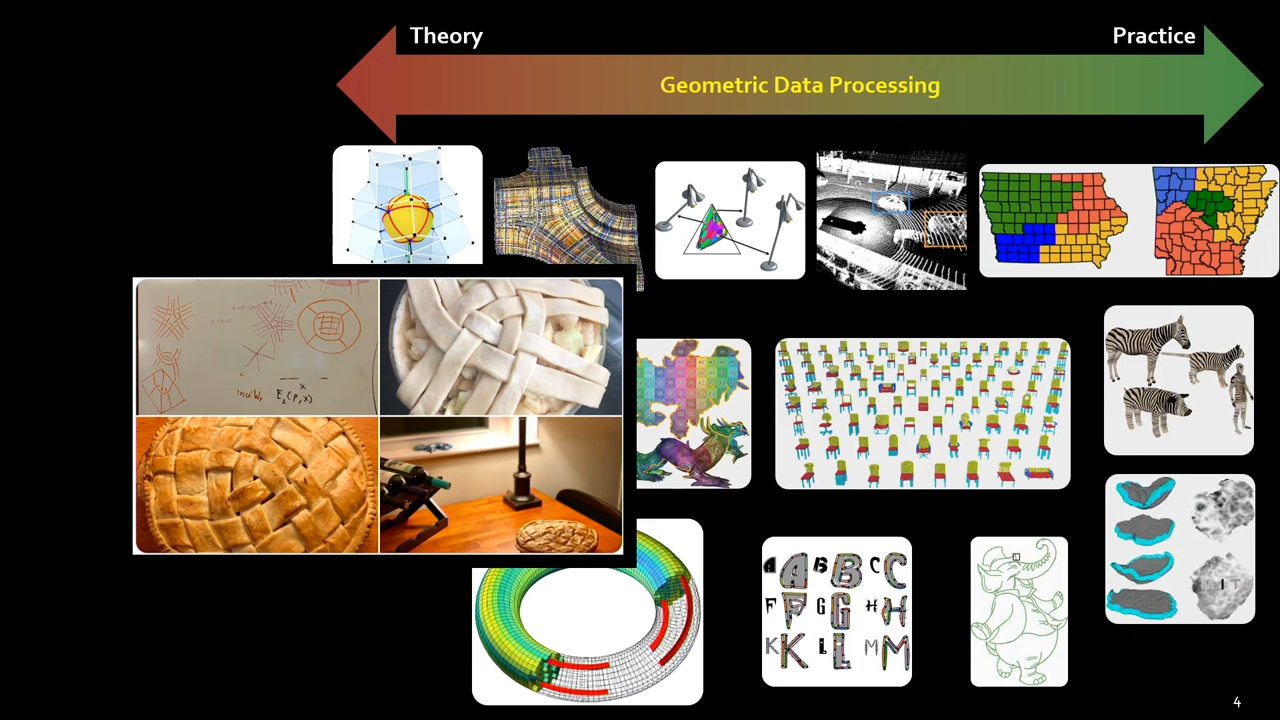 Theory
Practice
Geometric Data Processing
A A B B C C
F F G G H H
K K L L M M
4